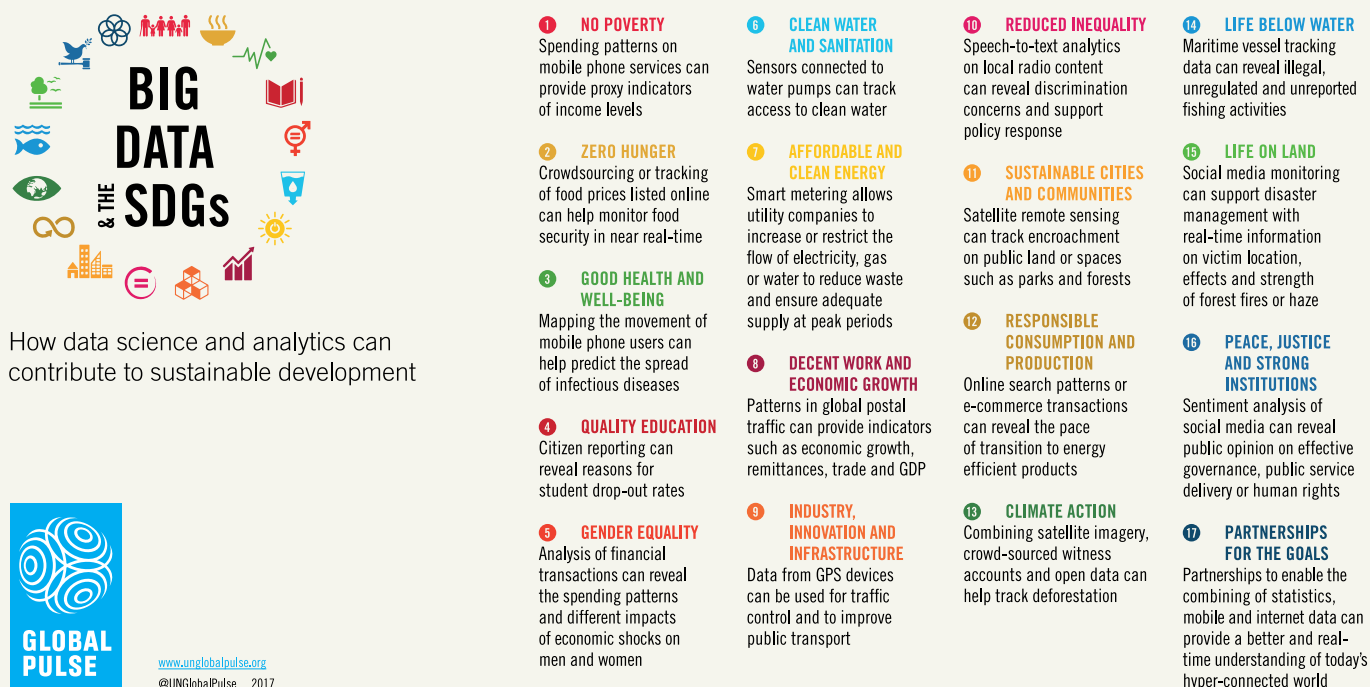 BIG
DATA
& THE
SDGs
How data science and analytics can
contribute to sustainable development
GLOBAL
PULSE
www.unglobalpulse.org
@UNGlobalPulse 2017
1 NO POVERTY
Spending patterns on
mobile phone services can
provide proxy indicators
of income levels
2 ZERO HUNGER
Crowdsourcing or tracking
of food prices listed online
can help monitor food
security in near real-time
3 GOOD HEALTH AND
WELL-BEING
Mapping the movement of
mobile phone users can
help predict the spread
of infectious diseases
4 QUALITY EDUCATION
Citizen reporting can
reveal reasons for
student drop-out rates
5 GENDER EQUALITY
Analysis of financial
transactions can reveal
the spending patterns
and different impacts
of economic shocks on
men and women
6 CLEAN WATER
AND SANITATION
Sensors connected to
water pumps can track
access to clean water
7 AFFORDABLE AND
CLEAN ENERGY
Smart metering allows
utility companies to
increase or restrict the
flow of electricity, gas
or water to reduce waste
and ensure adequate
supply at peak periods
8 DECENT WORK AND
ECONOMIC GROWTH
Patterns in global postal
traffic can provide indicators
such as economic growth,
remittances, trade and GDP
9 INDUSTRY,
INNOVATION AND
INFRASTRUCTURE
Data from GPS devices
can be used for traffic
control and to improve
public transport
10 REDUCED INEQUALITY
Speech-to-text analytics
on local radio content
can reveal discrimination
concerns and support
policy response
11 SUSTAINABLE CITIES
AND COMMUNITIES
Satellite remote sensing
can track encroachment
on public land or spaces
such as parks and forests
12 RESPONSIBLE
CONSUMPTION AND
PRODUCTION
Online search patterns or
e-commerce transactions
can reveal the pace
of transition to energy
efficient products
13 CLIMATE ACTION
Combining satellite imagery,
crowd-sourced witness
accounts and open data can
help track deforestation
14 LIFE BELOW WATER
Maritime vessel tracking
data can reveal illegal,
unregulated and unreported
fishing activities
15 LIFE ON LAND
Social media monitoring
can support disaster
management with
real-time information
on victim location,
effects and strength
of forest fires or haze
16 PEACE, JUSTICE
AND STRONG
INSTITUTIONS
Sentiment analysis of
social media can reveal
public opinion on effective
governance, public service
delivery or human rights
17 PARTNERSHIPS
FOR THE GOALS
Partnerships to enable the
combining of statistics,
mobile and internet data can
provide a better and real-
time understanding of today's
hyper-connected world